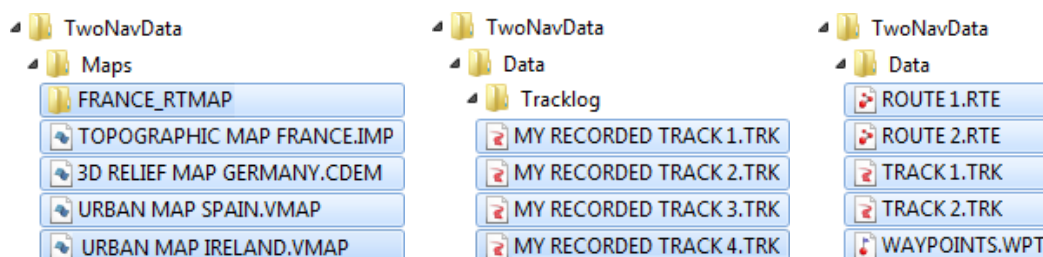 TwoNavData
Maps
FRANCE_RTMAP
TOPOGRAPHIC MAP FRANCE.IMP
3D RELIEF MAP GERMANY.CDEM
URBAN MAP SPAIN.VMAP
URBAN MAP IRELAND.VMAP
TwoNavData
Data
Tracklog
MY RECORDED TRACK 1.TRK
MY RECORDED TRACK 2.TRK
MY RECORDED TRACK 3.TRK
MY RECORDED TRACK 4.TRK
TwoNavData
Data
ROUTE 1.RTE
ROUTE 2.RTE
TRACK 1.TRK
TRACK 2.TRK
WAYPOINTS.WPT